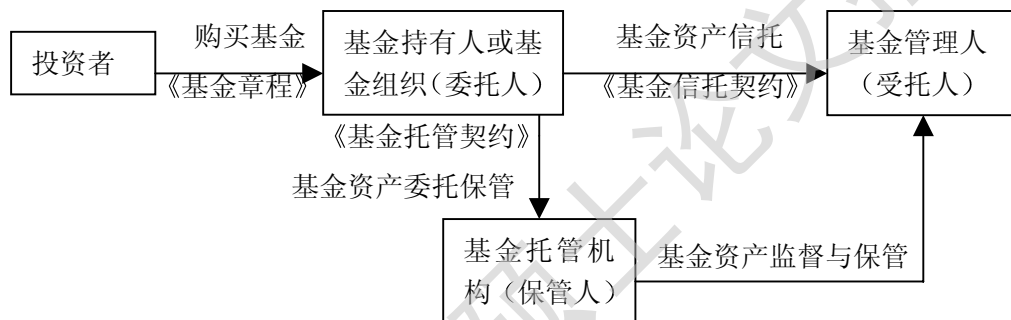 投资者
购买基金
《基金章程》
基金持有人或基
金组织（委托人）
基金资产信托
《基金信托契约》
基金管理人
（受托人）
《基金托管契约》
基金资产委托保管
基金托管机
构（保管人）
基金资产监督与保管
硕士论文